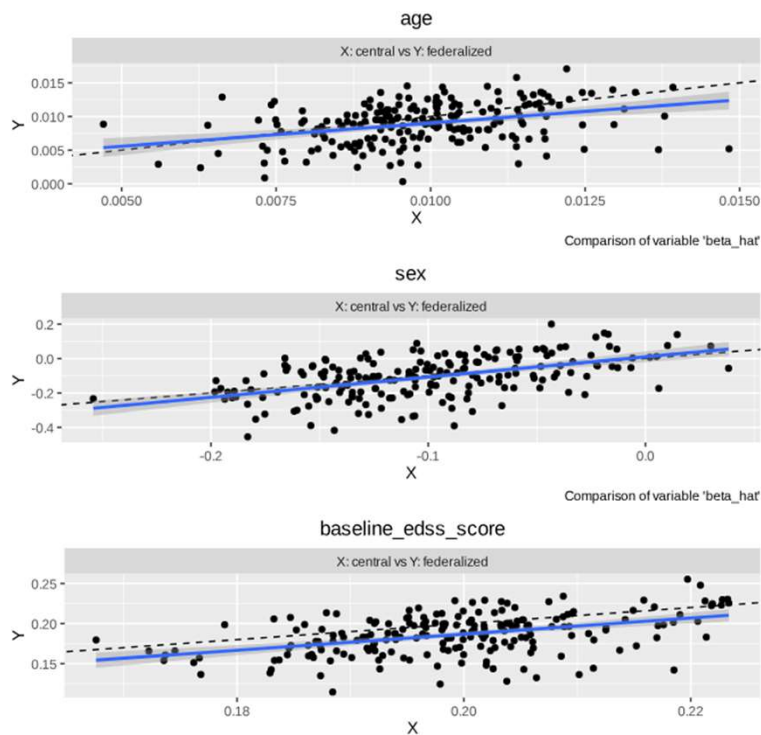 age
X: central vs Y: federalized
0.015
0.010
0.005
0.000
Y
0.0050 0.0075 0.0100 0.0125 0.0150
X
Comparison of variable 'beta_hat'
sex
X: central vs Y: federalized
0.2
0.0
-0.2
-0.4
Y
-0.2 -0.1 0.0
X
Comparison of variable 'beta_hat'
baseline_edss_score
X: central vs Y: federalized
0.25
0.20
0.15
Y
0.18 0.20 0.22
X